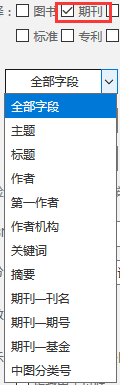 ：图书 期刊
标准 专利
全部字段
全部字段
主题
标题
作者
第一作者
作者机构
关键词
摘要
期刊—刊名
期刊—期号
期刊—基金
中图分类号